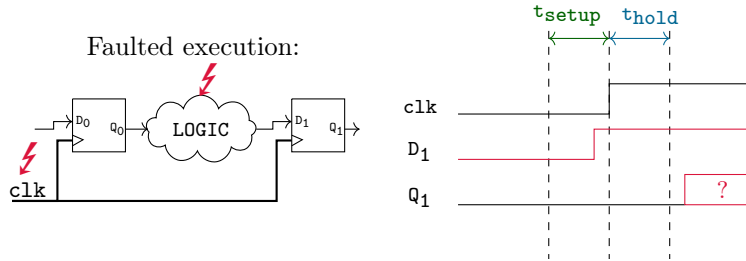 Faulted execution:
D0
Q0
LOGIC
D1
Q1
clk
tsetup
thold
clk
D1
Q1
?